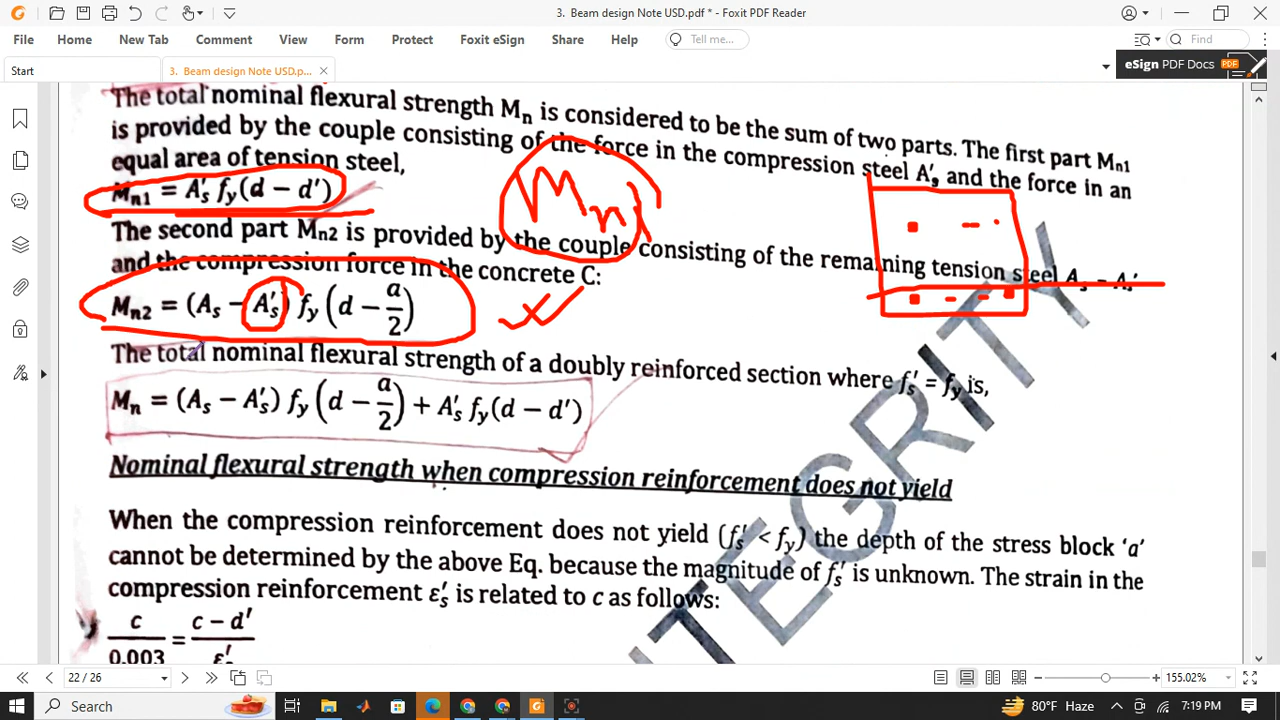 3. Beam design Note USD.pdf * - Foxit PDF Reader
File Home New Tab Comment View Form Protect Foxit eSign Share Help Tell me... Find
Start 3. Beam design Note USD.p... eSign PDF Docs PDF
The total nominal flexural strength Mn is considered to be the sum of two parts. The first part Mn1
is provided by the couple consisting of the force in the compression steel A's, and the force in an
equal area of tension steel,
Mn1 = A's fy(d − d')
Mn
The second part Mn2 is provided by the couple consisting of the remaining tension steel As − As'
and the compression force in the concrete C:
Mn2 = (As − A's) fy(d − a/2)
The total nominal flexural strength of a doubly reinforced section where f's = fy is,
Mn = (As − A's) fy(d − a/2) + A's fy(d − d')
Nominal flexural strength when compression reinforcement does not yield
When the compression reinforcement does not yield (f's < fy) the depth of the stress block 'a'
cannot be determined by the above Eq. because the magnitude of f's is unknown. The strain in the
compression reinforcement ε's is related to c as follows:
c/0.003 = (c − d')/ε's
NTEGRITY
22 / 26 155.02%
Search 80°F Haze 7:19 PM